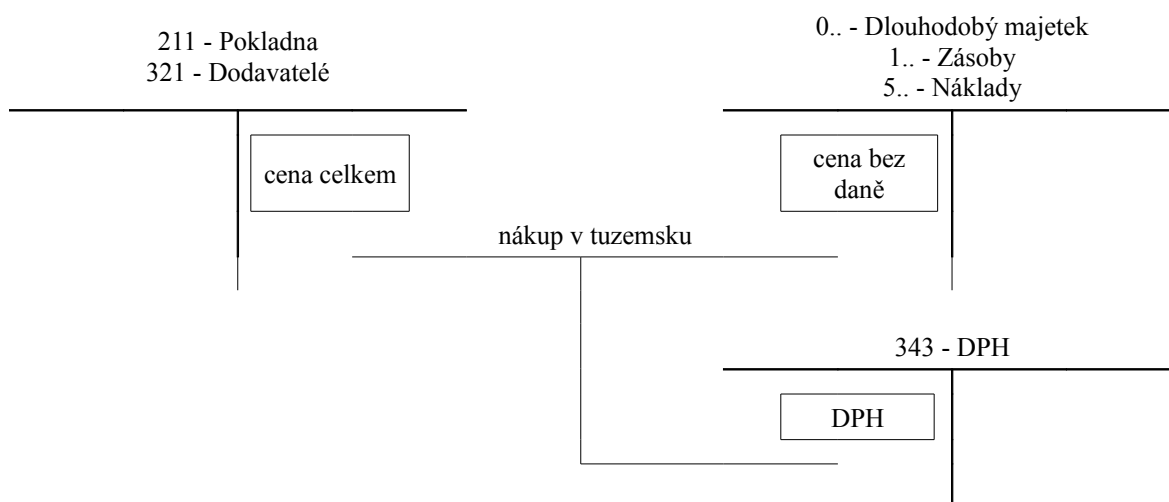 211 - Pokladna
321 - Dodavatelé
0.. - Dlouhodobý majetek
1.. - Zásoby
5.. - Náklady
cena celkem
cena bez
daně
nákup v tuzemsku
343 - DPH
DPH